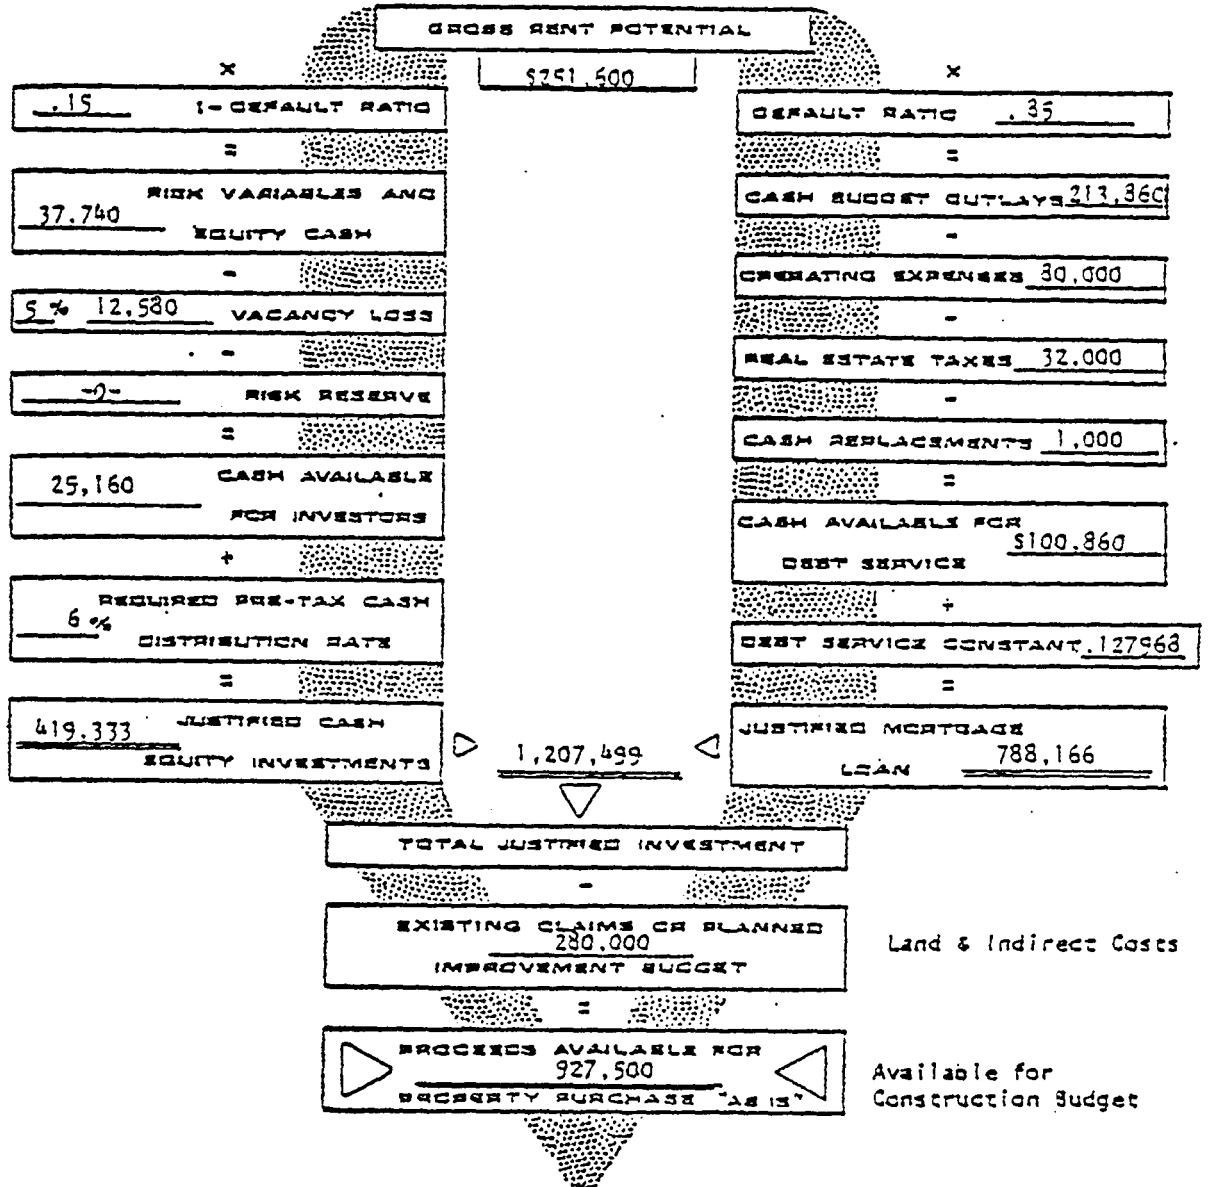 GROSS RENT POTENTIAL
$251,600
×
.15 1-DEFAULT RATIO
=
RISK VARIABLES AND
37,740
EQUITY CASH
-
5 % 12,580 VACANCY LOSS
-
-0- RISK RESERVE
=
25,160 CASH AVAILABLE
FOR INVESTORS
+
REQUIRED PRE-TAX CASH
6 %
DISTRIBUTION RATE
=
419,333 JUSTIFIED CASH
EQUITY INVESTMENTS
×
DEFAULT RATIO .85
=
CASH BUDGET OUTLAYS 213,860
-
OPERATING EXPENSES 80,000
-
REAL ESTATE TAXES 32,000
-
CASH REPLACEMENTS 1,000
=
CASH AVAILABLE FOR
$100,860
DEBT SERVICE
÷
DEBT SERVICE CONSTANT .127968
=
JUSTIFIED MORTGAGE
LOAN 788,166
1,207,499
TOTAL JUSTIFIED INVESTMENT
-
EXISTING CLAIMS OR PLANNED
280,000
IMPROVEMENT BUDGET
Land & Indirect Costs
=
PROCEEDS AVAILABLE FOR
927,500
PROPERTY PURCHASE "AS IS"
Available for
Construction Budget